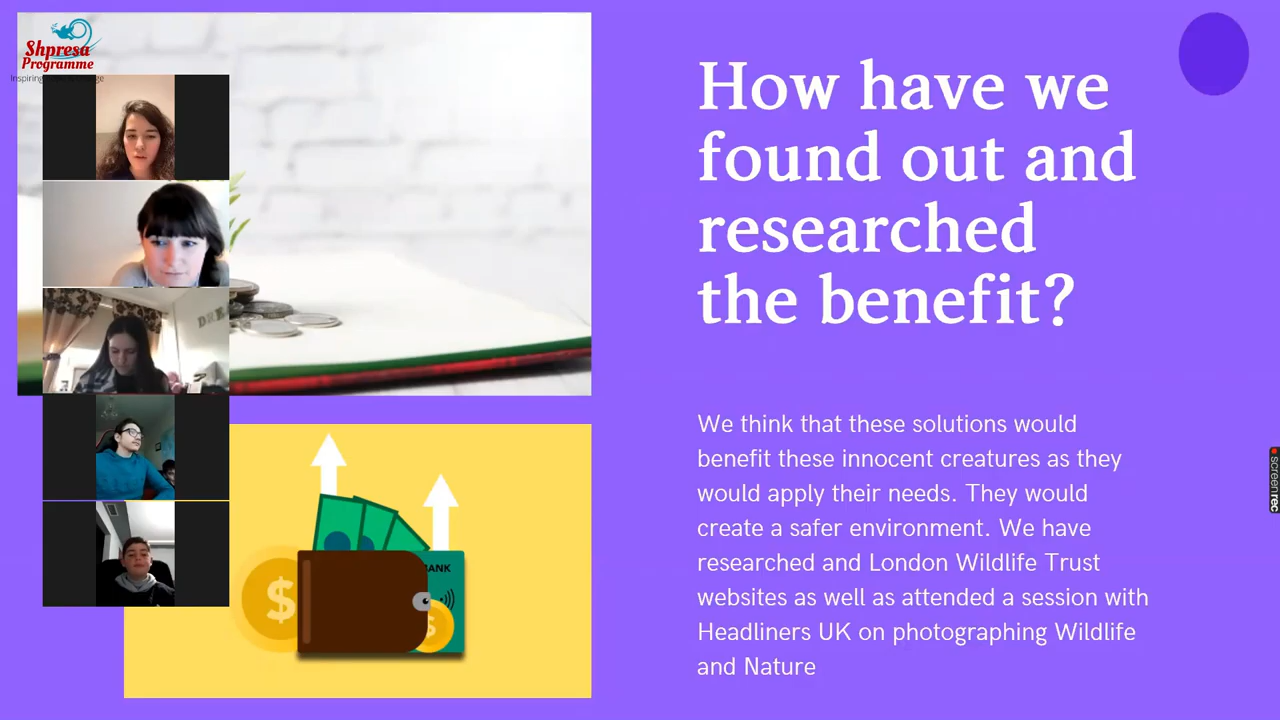 Shpresa
Programme
How have we
found out and
researched
the benefit?
We think that these solutions would
benefit these innocent creatures as they
would apply their needs. They would
create a safer environment. We have
researched and London Wildlife Trust
websites as well as attended a session with
Headliners UK on photographing Wildlife
and Nature
$
$
screenrec